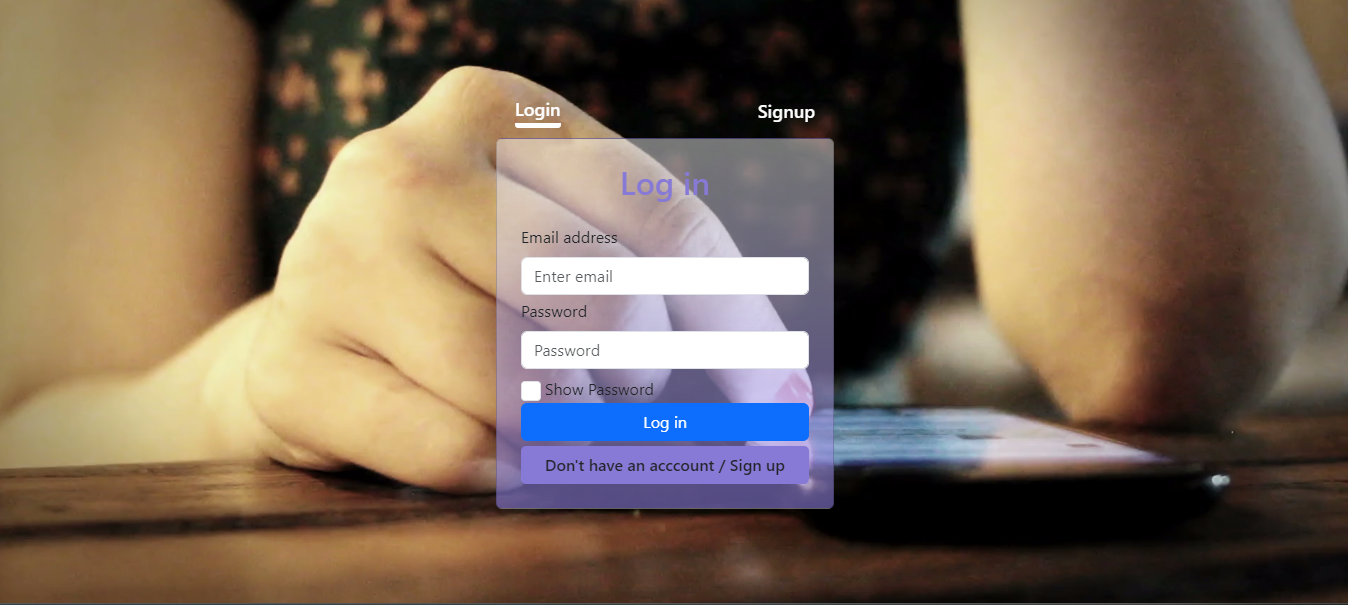 Login
Signup
Log in
Email address
Enter email
Password
Password
Show Password
Log in
Don't have an acccount / Sign up